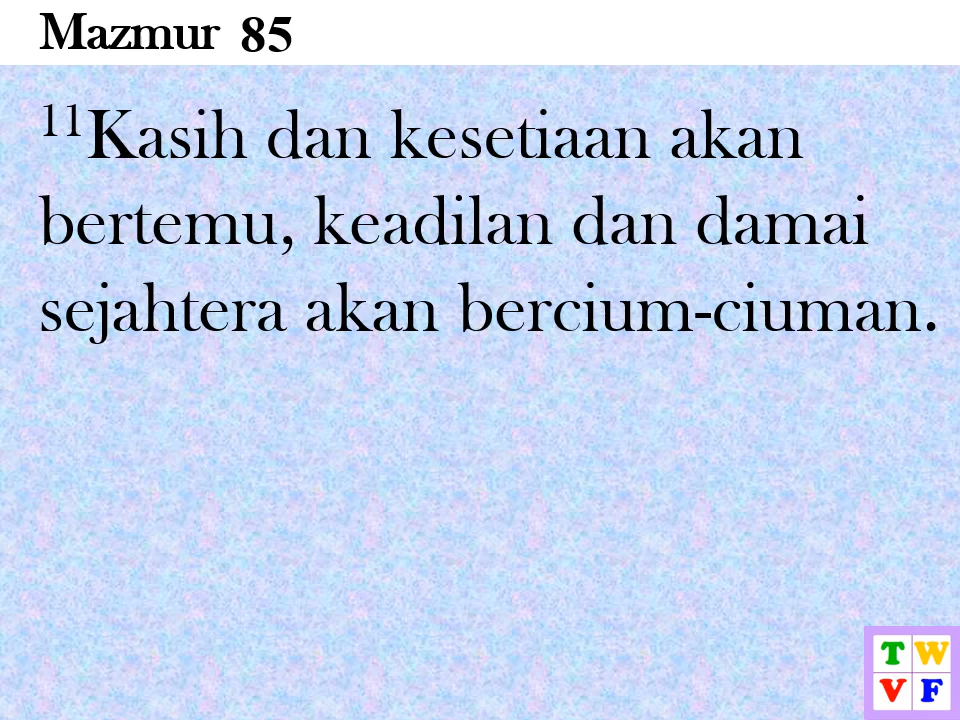 Mazmur 85
11Kasih dan kesetiaan akan
bertemu, keadilan dan damai
sejahtera akan bercium-ciuman.
T W
V F